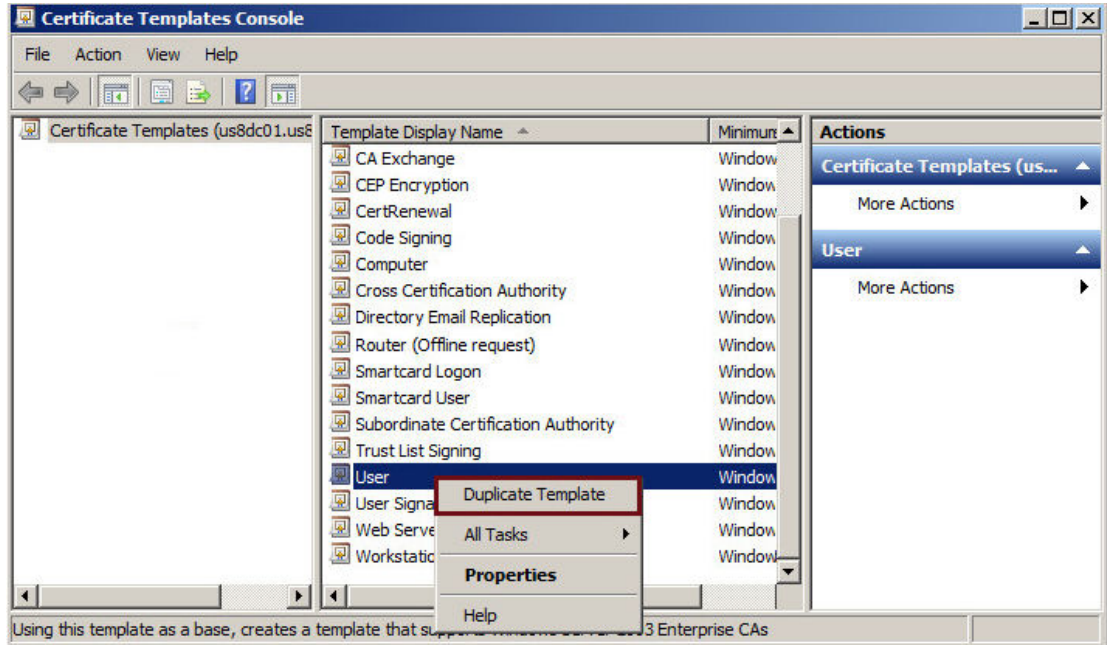 Certificate Templates Console
File Action View Help
Certificate Templates (us8dc01.us8
Template Display Name Minimum
CA Exchange Window
CEP Encryption Window
CertRenewal Window
Code Signing Window
Computer Window
Cross Certification Authority Window
Directory Email Replication Window
Router (Offline request) Window
Smartcard Logon Window
Smartcard User Window
Subordinate Certification Authority Window
Trust List Signing Window
User Window
User Signa Window
Web Serve Window
Workstatio Window
Duplicate Template
All Tasks
Properties
Help
Actions
Certificate Templates (us...
More Actions
User
More Actions
Using this template as a base, creates a template that 3 Enterprise CAs